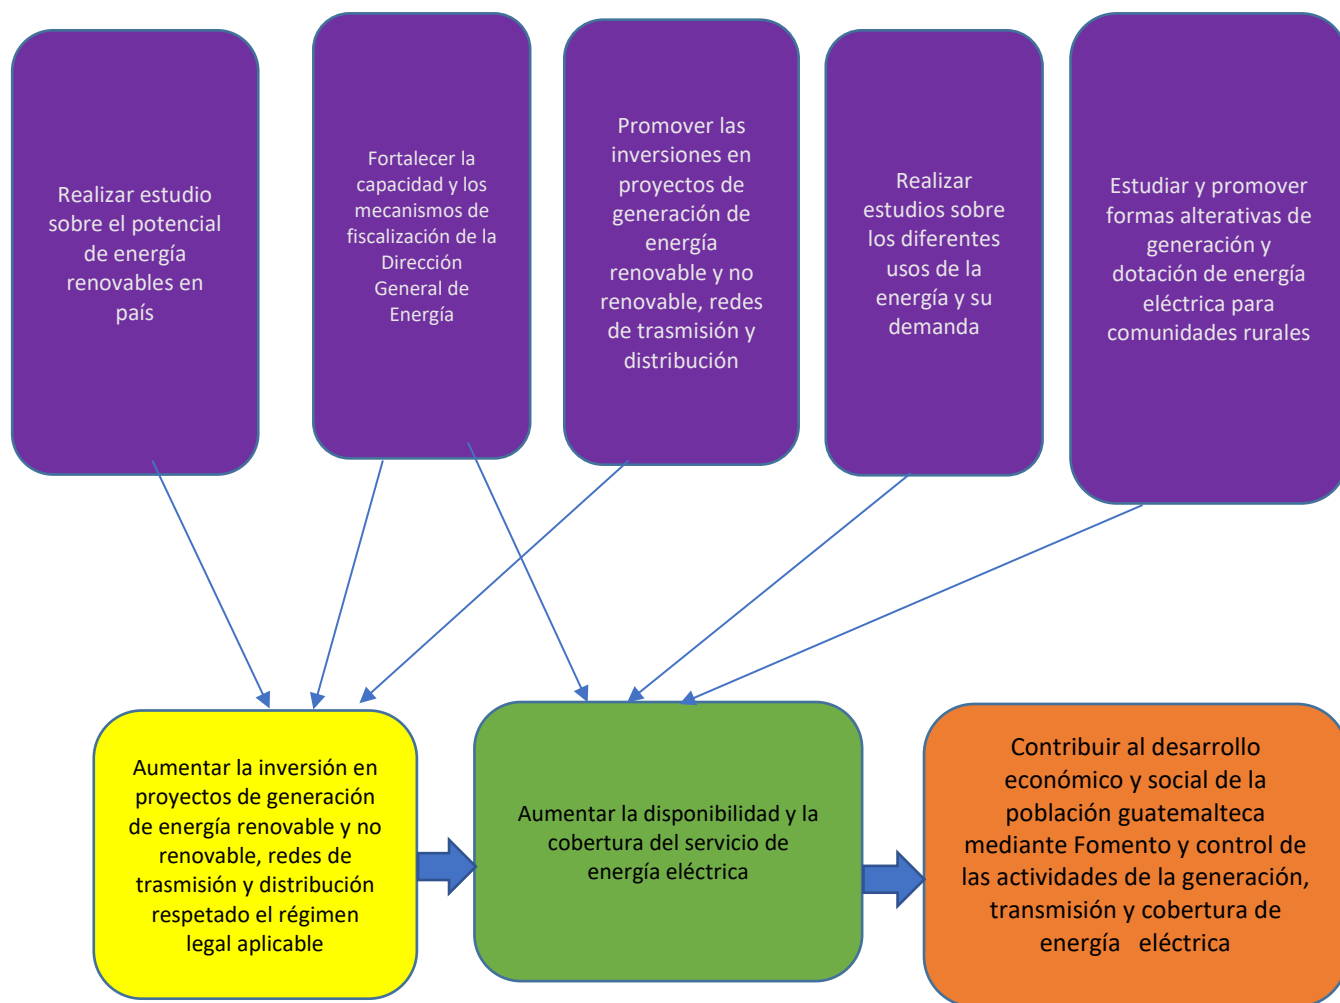 Realizar estudio
sobre el potencial
de energía
renovables en
país
Fortalecer la
capacidad y los
mecanismos de
fiscalización de la
Dirección
General de
Energía
Promover las
inversiones en
proyectos de
generación de
energía
renovable y no
renovable, redes
de trasmisión y
distribución
Realizar
estudios sobre
los diferentes
usos de la
energía y su
demanda
Estudiar y promover
formas alterativas de
generación y
dotación de energía
eléctrica para
comunidades rurales
Aumentar la inversión en
proyectos de generación
de energía renovable y no
renovable, redes de
trasmisión y distribución
respetado el régimen
legal aplicable
Aumentar la disponibilidad y la
cobertura del servicio de
energía eléctrica
Contribuir al desarrollo
económico y social de la
población guatemalteca
mediante Fomento y control de
las actividades de la generación,
transmisión y cobertura de
energía eléctrica